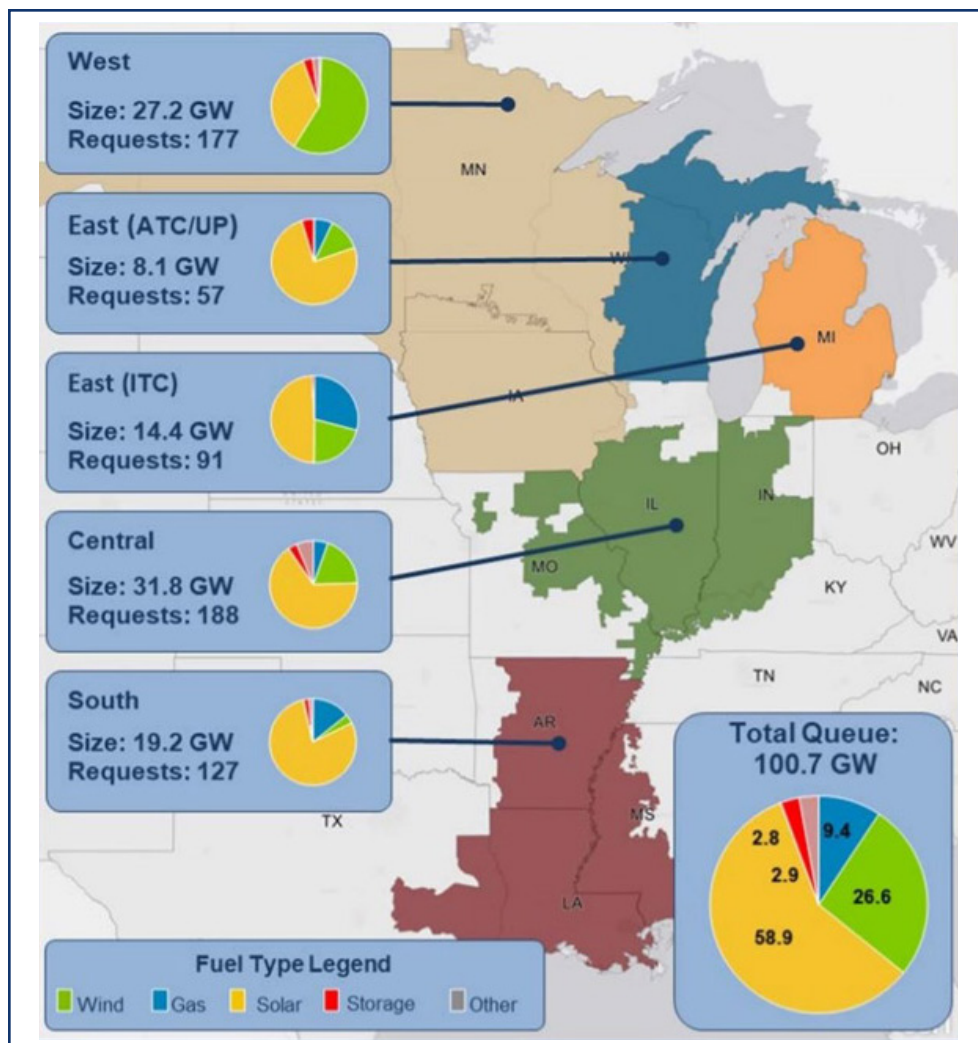 West
Size: 27.2 GW
Requests: 177
East (ATC/UP)
Size: 8.1 GW
Requests: 57
East (ITC)
Size: 14.4 GW
Requests: 91
Central
Size: 31.8 GW
Requests: 188
South
Size: 19.2 GW
Requests: 127
MN
IA
MI
OH
IL
IN
MO
WV
KY
VA
TN
NC
AR
MS
TX
LA
Total Queue:
100.7 GW
2.8
9.4
2.9
26.6
58.9
Fuel Type Legend
Wind
Gas
Solar
Storage
Other